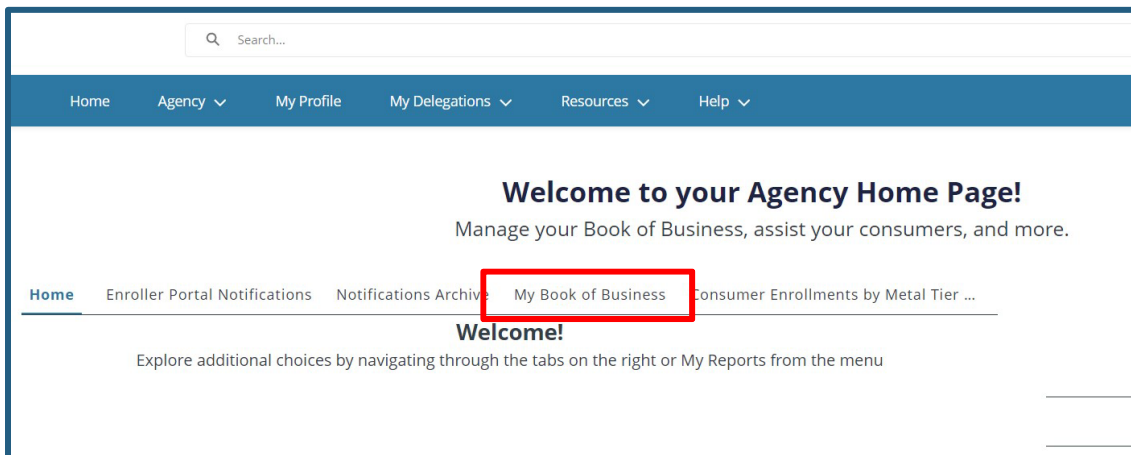 Search...
Home Agency My Profile My Delegations Resources Help
Welcome to your Agency Home Page!
Manage your Book of Business, assist your consumers, and more.
Home Enroller Portal Notifications Notifications Archive My Book of Business Consumer Enrollments by Metal Tier ...
Welcome!
Explore additional choices by navigating through the tabs on the right or My Reports from the menu